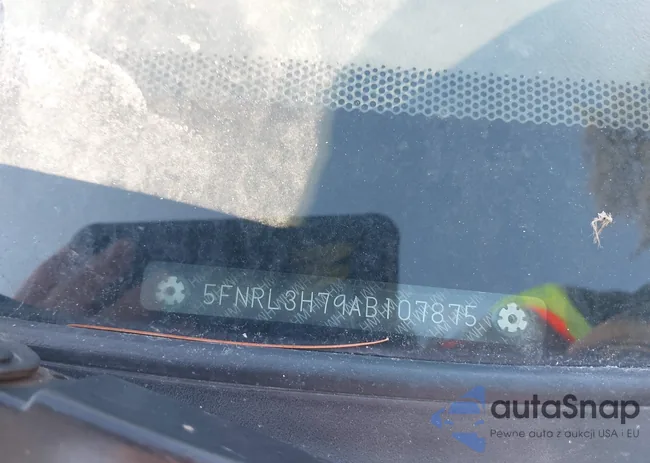 5FNRL3H79AB107875
autaSnap
Pewne auta z aukcji USA i EU